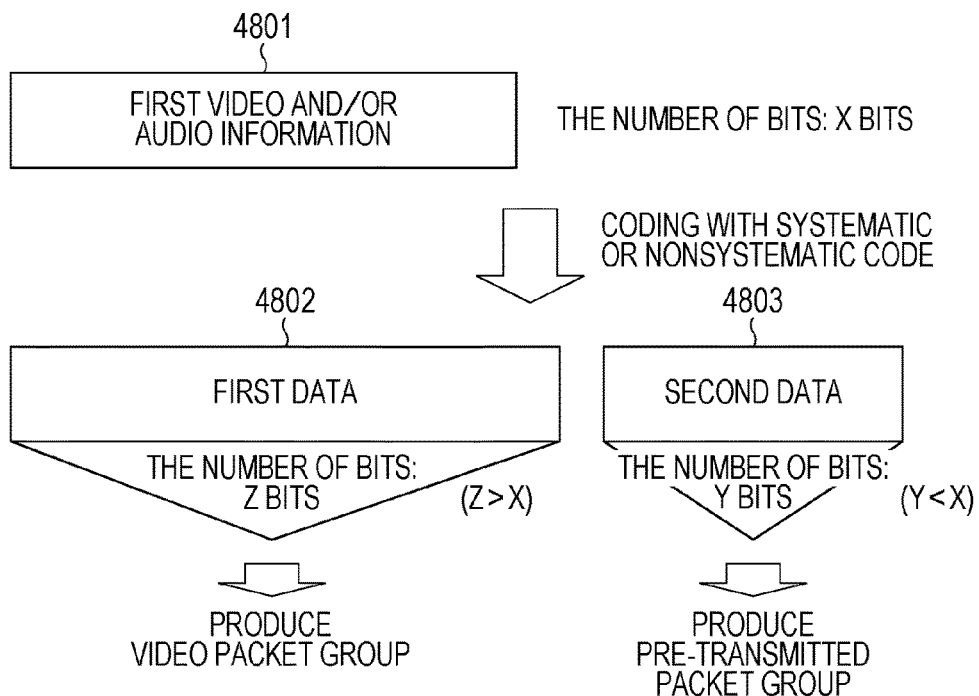 4801
FIRST VIDEO AND/OR
AUDIO INFORMATION
THE NUMBER OF BITS: X BITS
CODING WITH SYSTEMATIC
OR NONSYSTEMATIC CODE
4802
FIRST DATA
THE NUMBER OF BITS:
Z BITS
(Z > X)
PRODUCE
VIDEO PACKET GROUP
4803
SECOND DATA
THE NUMBER OF BITS:
Y BITS
(Y < X)
PRODUCE
PRE-TRANSMITTED
PACKET GROUP